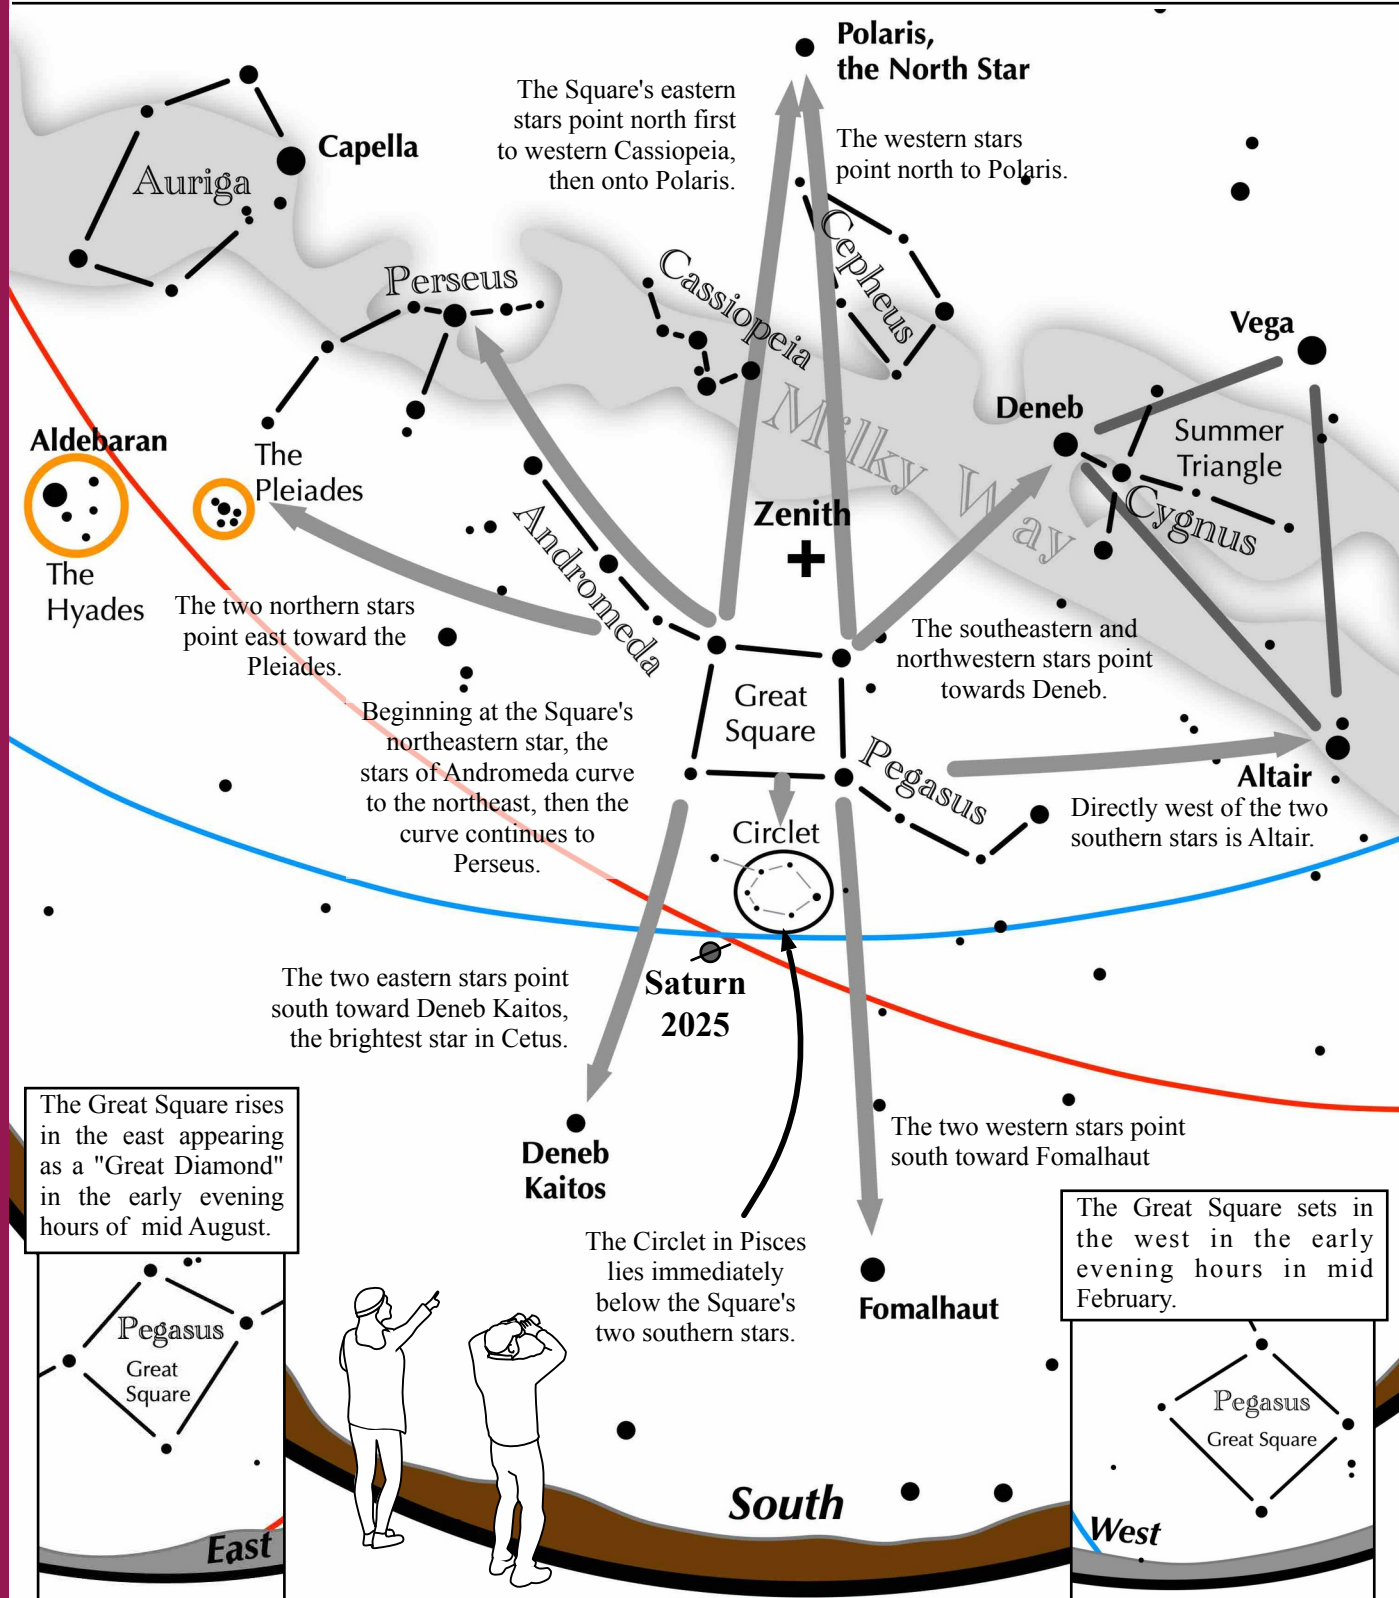 Polaris,
the North Star
The Square's eastern
stars point north first
to western Cassiopeia,
then onto Polaris.
The western stars
point north to Polaris.
Capella
Auriga
Perseus
Cassiopeia
Cepheus
Vega
Deneb
Summer
Triangle
Cygnus
Milky Way
Aldebaran
The
Pleiades
The
Hyades
Andromeda
Zenith
The two northern stars
point east toward the
Pleiades.
The southeastern and
northwestern stars point
towards Deneb.
Great
Square
Pegasus
Beginning at the Square's
northeastern star, the
stars of Andromeda curve
to the northeast, then the
curve continues to
Perseus.
Altair
Directly west of the two
southern stars is Altair.
Circlet
The two eastern stars point
south toward Deneb Kaitos,
the brightest star in Cetus.
Saturn
2025
Deneb
Kaitos
The two western stars point
south toward Fomalhaut
The Great Square rises
in the east appearing
as a "Great Diamond"
in the early evening
hours of mid August.
The Circlet in Pisces
lies immediately
below the Square's
two southern stars.
Fomalhaut
The Great Square sets in
the west in the early
evening hours in mid
February.
Pegasus
Great
Square
East
South
Pegasus
Great Square
West